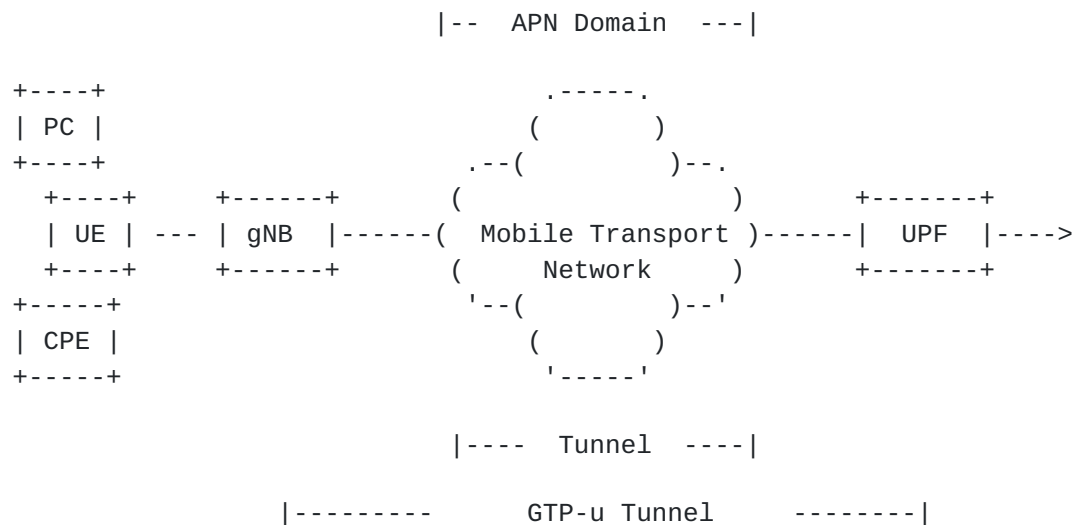 |-- APN Domain ---|
+----+ .-----.
| PC | ( )
+----+ .--( )--.
+----+ +------+ ( ) +-------+
| UE | --- | gNB |------( Mobile Transport )------| UPF |---->
+----+ +------+ ( Network ) +-------+
+-----+ '--( )--'
| CPE | ( )
+-----+ '-----'
|---- Tunnel ----|
|--------- GTP-u Tunnel --------|